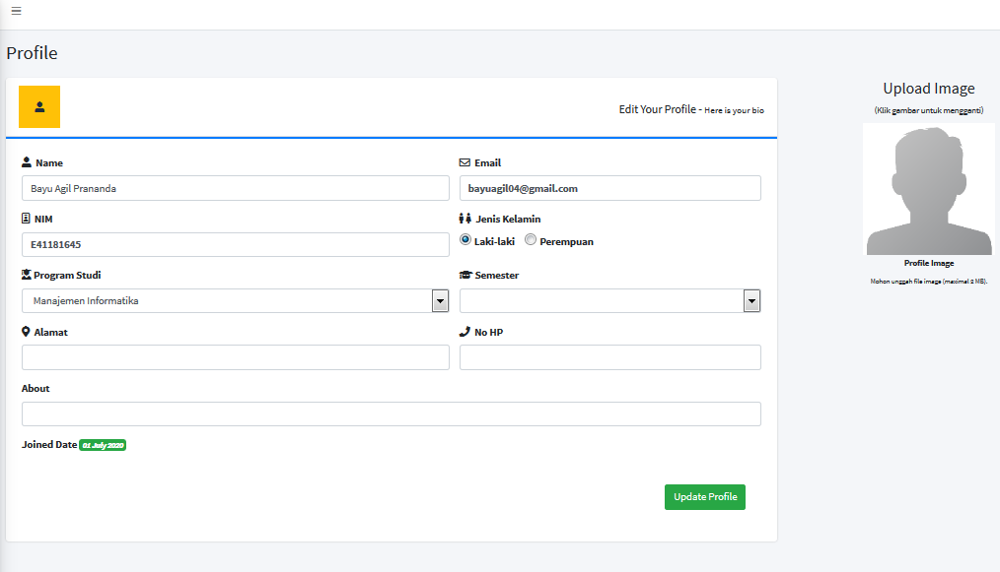 Profile
Edit Your Profile - Here is your bio
Name
Bayu Agil Prananda
Email
bayuagil04@gmail.com
NIM
E41181645
Jenis Kelamin
Laki-laki Perempuan
Program Studi
Manajemen Informatika
Semester
Alamat
No HP
About
Joined Date 01 July 2020
Update Profile
Upload Image
(Klik gambar untuk mengganti)
Profile Image
Mohon unggah file image (maximal 2 MB).